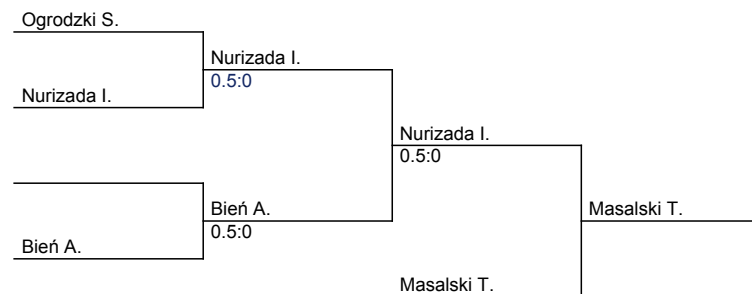 Ogrodzki S.
Nurizada I.
0.5:0
Nurizada I.
Nurizada I.
0.5:0
Bień A.
0.5:0
Masalski T.
Bień A.
Masalski T.